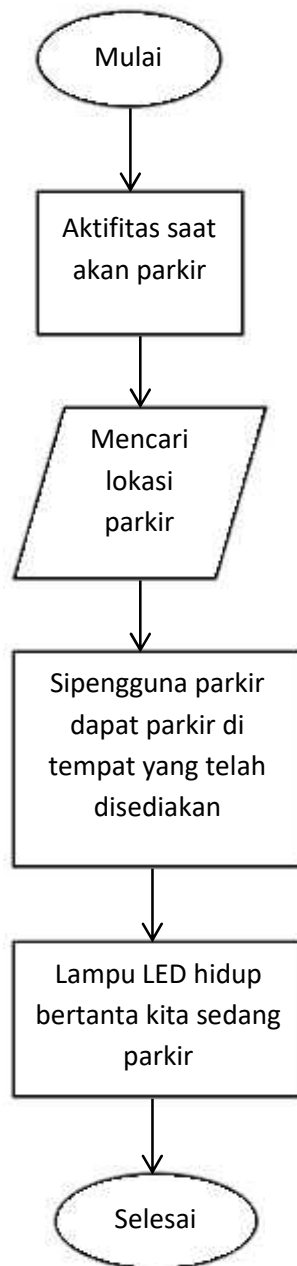 Mulai
Aktifitas saat
akan parkir
Mencari
lokasi
parkir
Sipengguna parkir
dapat parkir di
tempat yang telah
disediakan
Lampu LED hidup
bertanta kita sedang
parkir
Selesai